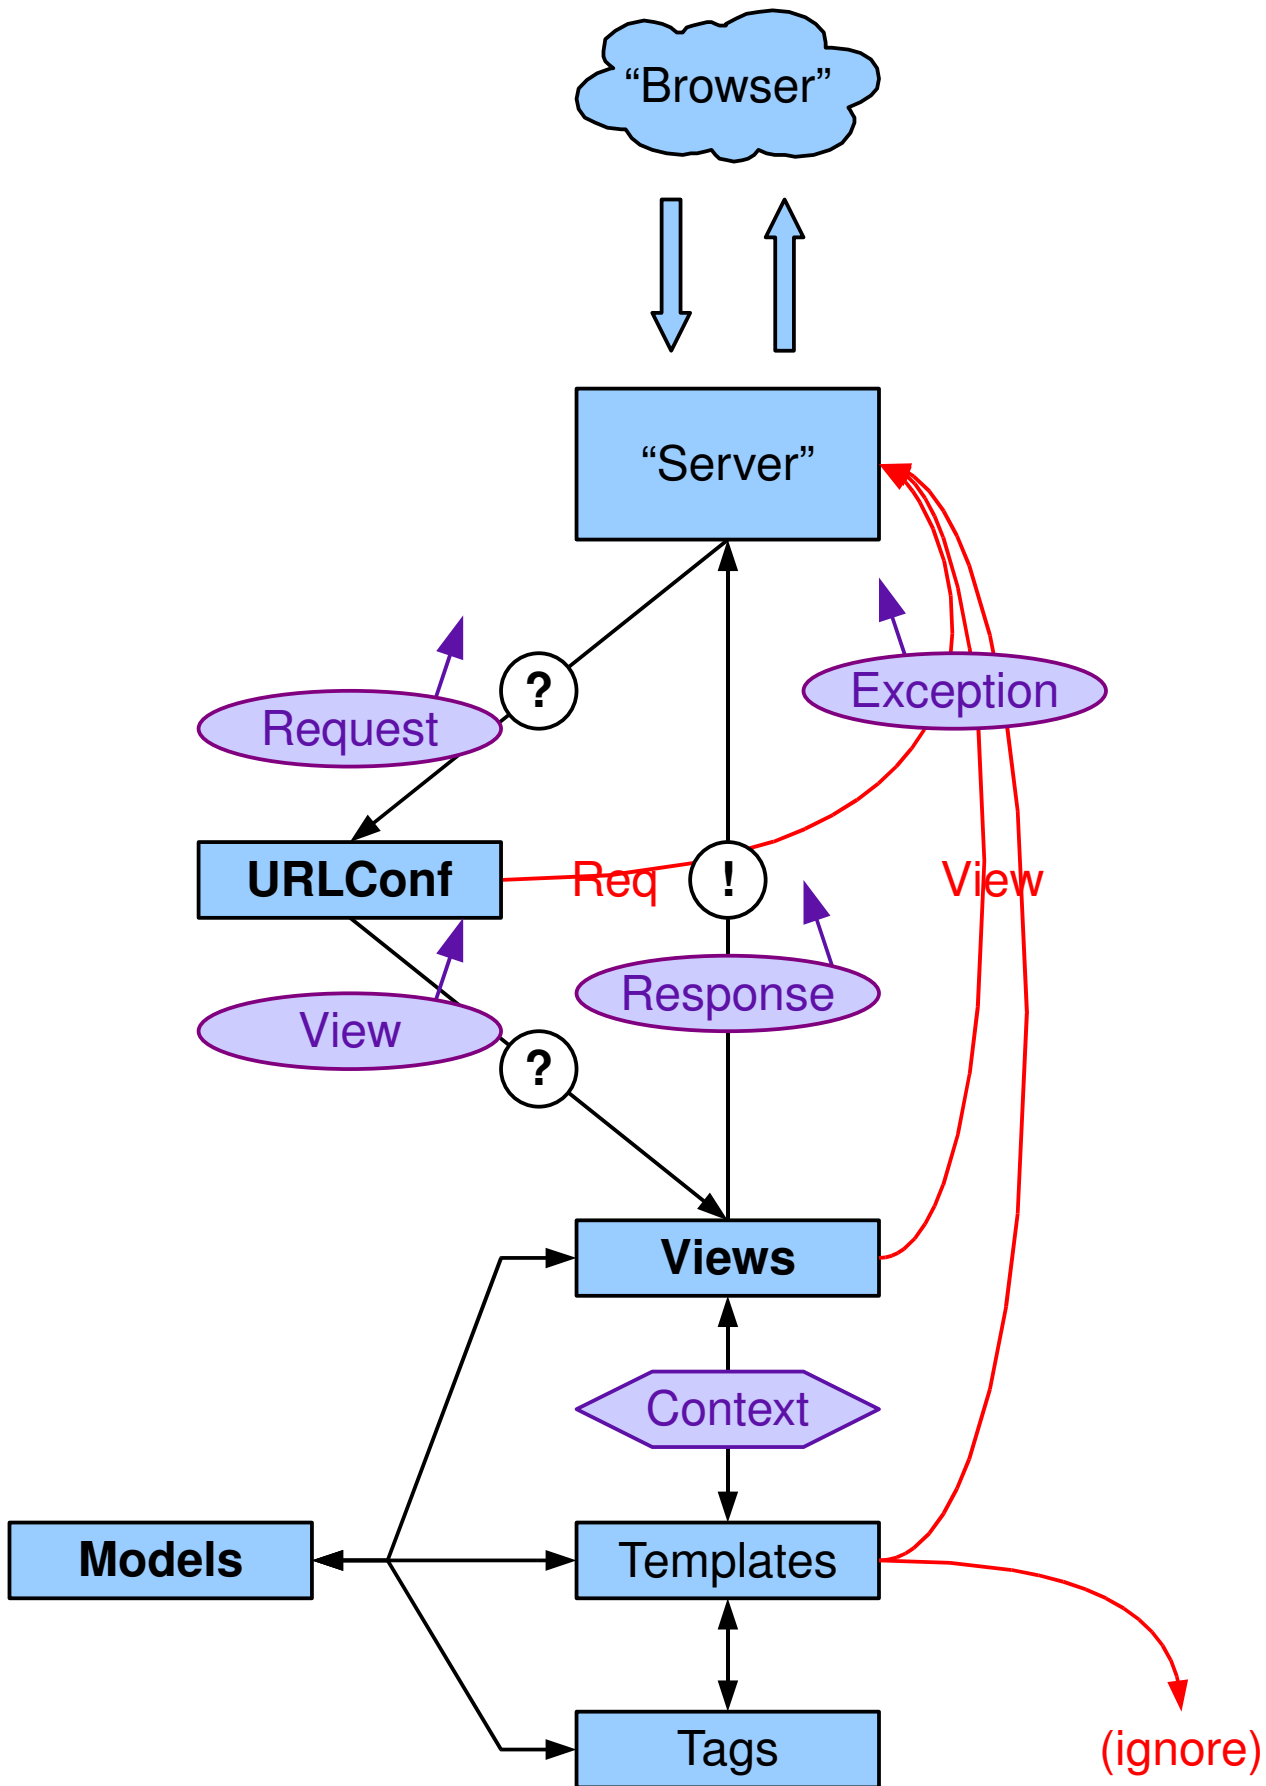 “Browser”
“Server”
?
Request
Exception
URLConf
Req
!
View
Response
View
?
Views
Context
Models
Templates
Tags
(ignore)